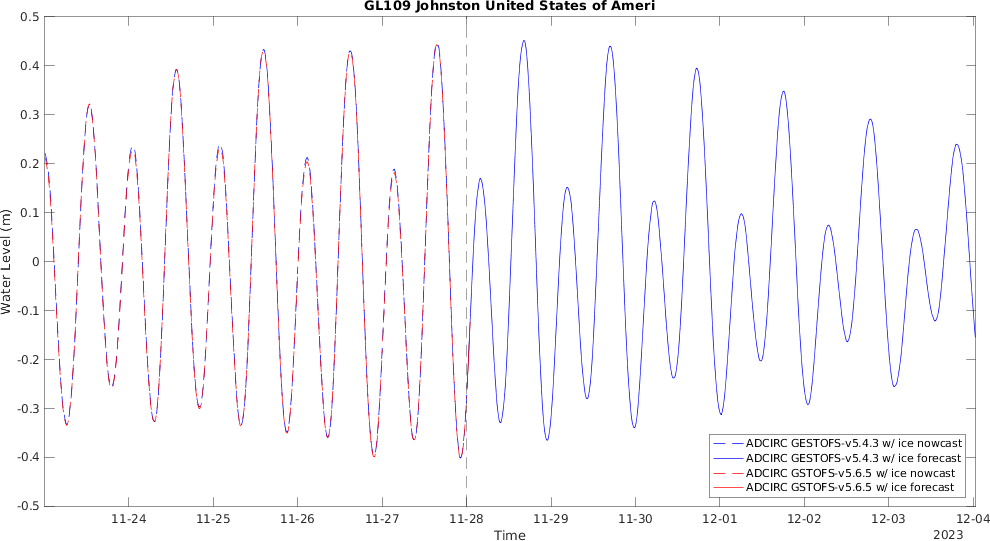 GL109 Johnston United States of Ameri
0.5
0.4
0.3
0.2
0.1
0
-0.1
-0.2
-0.3
-0.4
-0.5
Water Level (m)
ADCIRC GESTOFS-v5.4.3 w/ ice nowcast
ADCIRC GESTOFS-v5.4.3 w/ ice forecast
ADCIRC GSTOFS-v5.6.5 w/ ice nowcast
ADCIRC GSTOFS-v5.6.5 w/ ice forecast
11-24 11-25 11-26 11-27 11-28 11-29 11-30 12-01 12-02 12-03 12-04
Time
2023